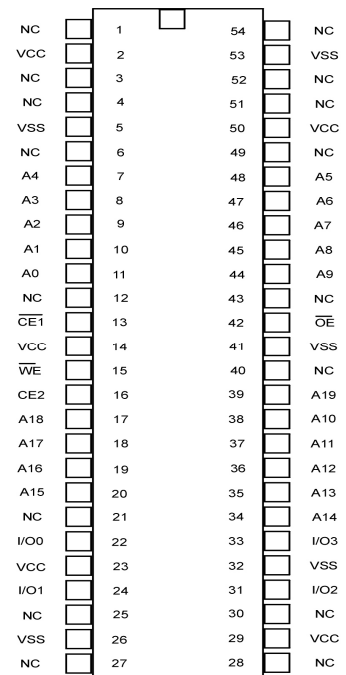 NC 1 54 NC
VCC 2 53 VSS
NC 3 52 NC
NC 4 51 NC
VSS 5 50 VCC
NC 6 49 NC
A4 7 48 A5
A3 8 47 A6
A2 9 46 A7
A1 10 45 A8
A0 11 44 A9
NC 12 43 NC
C̅E̅1̅ 13 42 O̅E̅
VCC 14 41 VSS
W̅E̅ 15 40 NC
CE2 16 39 A19
A18 17 38 A10
A17 18 37 A11
A16 19 36 A12
A15 20 35 A13
NC 21 34 A14
I/O0 22 33 I/O3
VCC 23 32 VSS
I/O1 24 31 I/O2
NC 25 30 NC
VSS 26 29 VCC
NC 27 28 NC